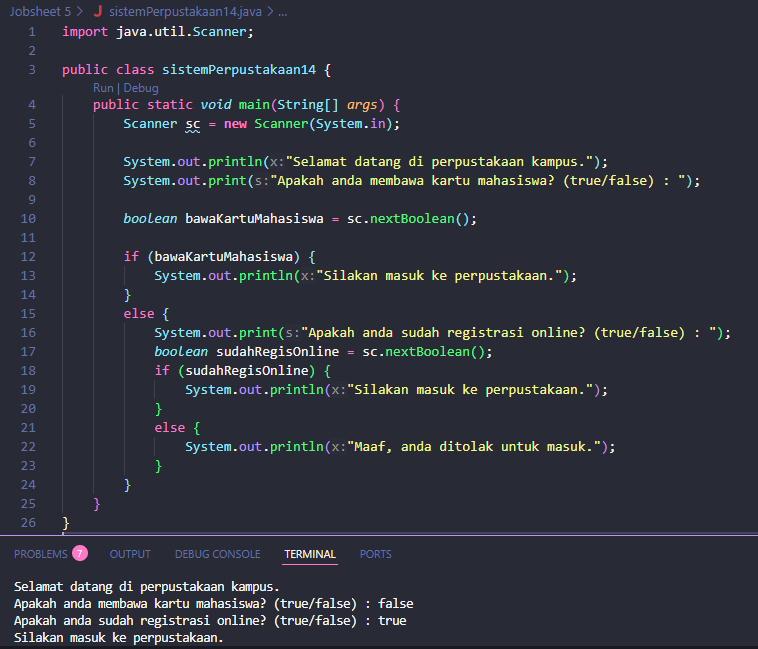 Jobsheet 5 > J sistemPerpustakaan14.java > ...
1 import java.util.Scanner;
2
3 public class sistemPerpustakaan14 {
Run | Debug
4 public static void main(String[] args) {
5 Scanner sc = new Scanner(System.in);
6
7 System.out.println(x:"Selamat datang di perpustakaan kampus.");
8 System.out.print(s:"Apakah anda membawa kartu mahasiswa? (true/false) : ");
9
10 boolean bawaKartuMahasiswa = sc.nextBoolean();
11
12 if (bawaKartuMahasiswa) {
13 System.out.println(x:"Silakan masuk ke perpustakaan.");
14 }
15 else {
16 System.out.print(s:"Apakah anda sudah registrasi online? (true/false) : ");
17 boolean sudahRegisOnline = sc.nextBoolean();
18 if (sudahRegisOnline) {
19 System.out.println(x:"Silakan masuk ke perpustakaan.");
20 }
21 else {
22 System.out.println(x:"Maaf, anda ditolak untuk masuk.");
23 }
24 }
25 }
26 }
PROBLEMS 7 OUTPUT DEBUG CONSOLE TERMINAL PORTS
Selamat datang di perpustakaan kampus.
Apakah anda membawa kartu mahasiswa? (true/false) : false
Apakah anda sudah registrasi online? (true/false) : true
Silakan masuk ke perpustakaan.